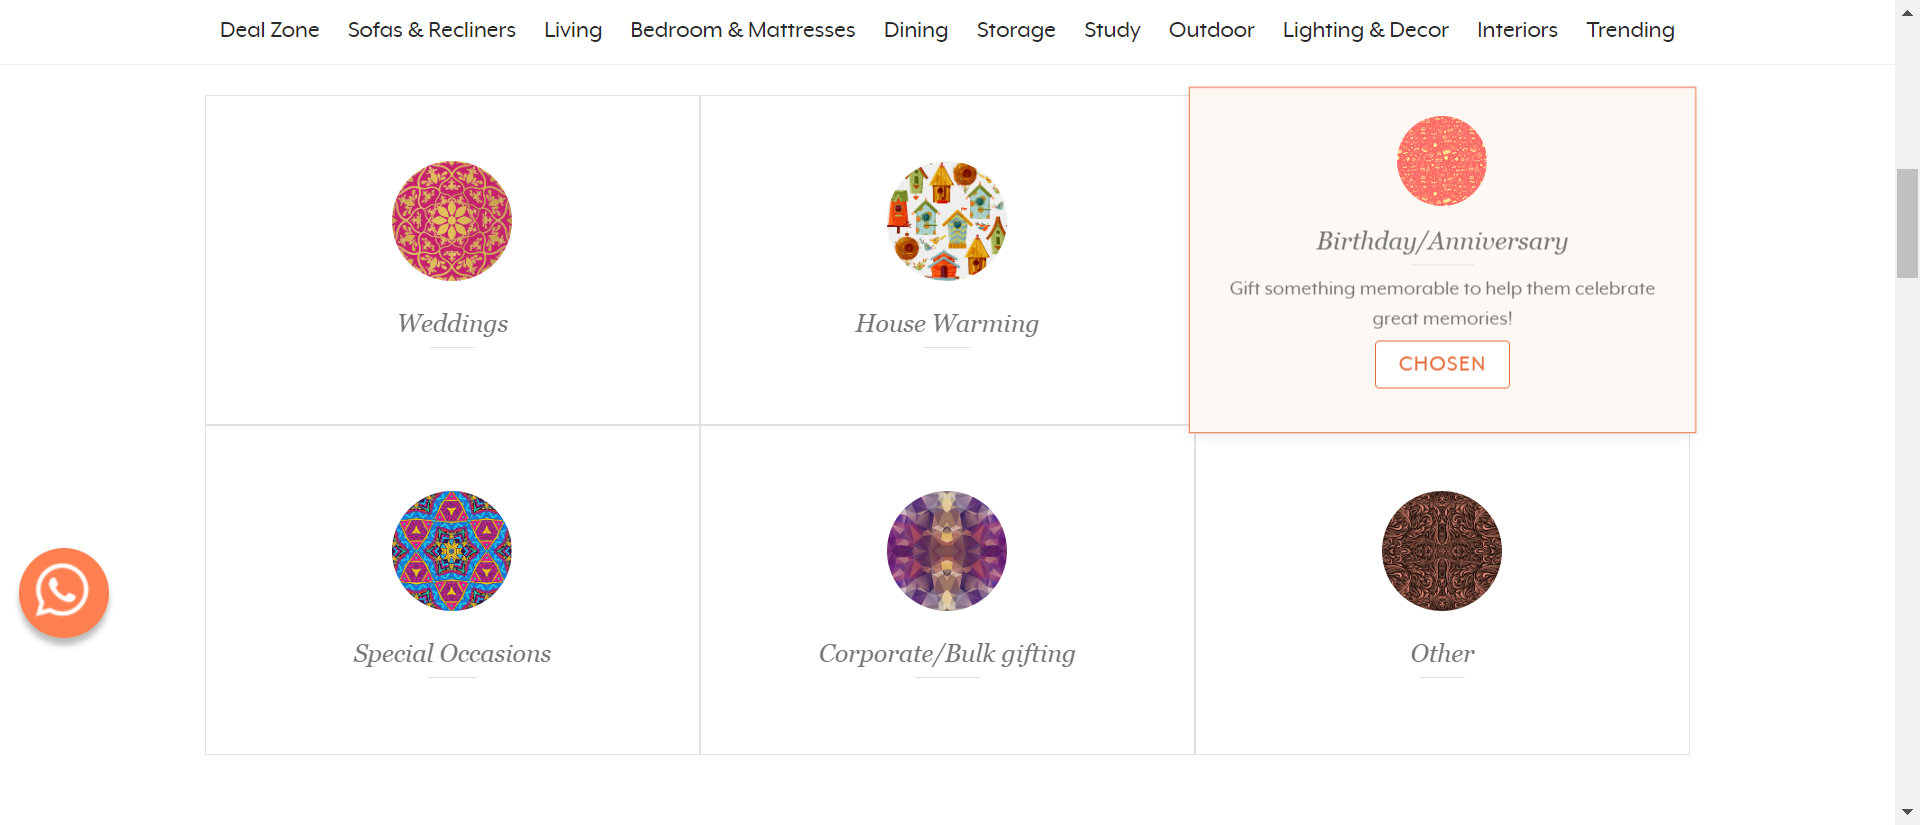 Deal Zone Sofas & Recliners Living Bedroom & Mattresses Dining Storage Study Outdoor Lighting & Decor Interiors Trending
Weddings
House Warming
Birthday/Anniversary
Gift something memorable to help them celebrate
great memories!
CHOSEN
Special Occasions
Corporate/Bulk gifting
Other